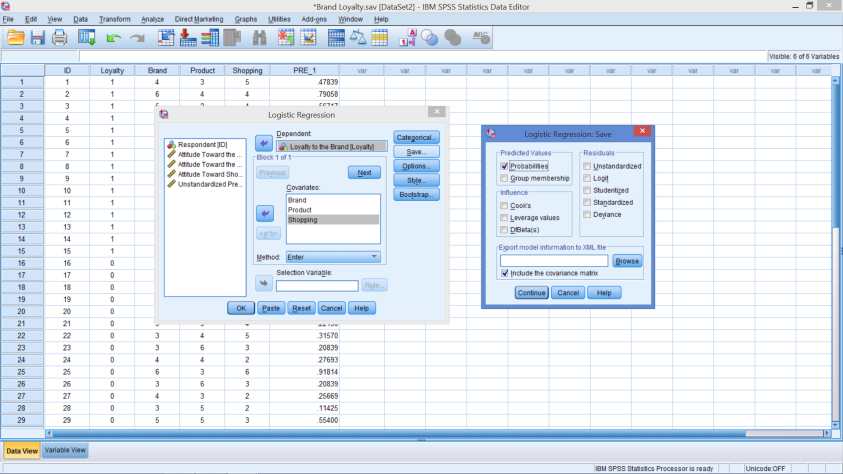 *Brand Loyalty.sav [DataSet2] - IBM SPSS Statistics Data Editor
File Edit View Data Transform Analyze Direct Marketing Graphs Utilities Add-ons Window Help
Visible: 6 of 6 Variables
ID Loyalty Brand Product Shopping PRE_1 var var var var var var var var var var var
1 1 1 4 3 5 .47839
2 2 1 6 4 4 .79058
3 3 1
4 4 1
5 5 1
6 6 1
7 7 1
8 8 1
9 9 1
10 10 1
11 11 1
12 12 1
13 13 1
14 14 1
15 15 1
16 16 0
17 17 0
18 18 0
19 19 0
20 20 0
21 21 0
22 22 0 3 4 5 .31570
23 23 0 3 6 3 .20839
24 24 0 4 4 2 .27693
25 25 0 6 3 6 .91814
26 26 0 3 6 3 .20839
27 27 0 4 3 2 .25669
28 28 0 3 5 2 .11425
29 29 0 5 5 3 .55400
Logistic Regression
Respondent [ID]
Attitude Toward the ...
Attitude Toward the ...
Attitude Toward Sho...
Unstandardized Pre...
Dependent:
Loyalty to the Brand [Loyalty]
Block 1 of 1
Previous Next
Covariates:
Brand
Product
Shopping
>a*b>
Method: Enter
Selection Variable:
Rule...
Categorical...
Save...
Options...
Style...
Bootstrap...
OK Paste Reset Cancel Help
Logistic Regression: Save
Predicted Values
Probabilities
Group membership
Influence
Cook's
Leverage values
DfBeta(s)
Residuals
Unstandardized
Logit
Studentized
Standardized
Deviance
Export model information to XML file
Browse
Include the covariance matrix
Continue Cancel Help
Data View Variable View
IBM SPSS Statistics Processor is ready Unicode:OFF